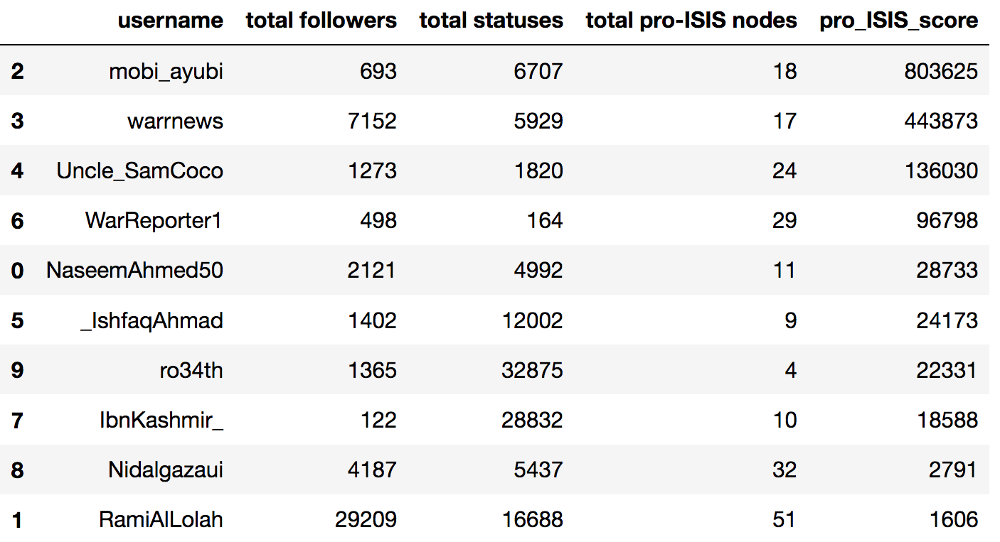 username total followers total statuses total pro-ISIS nodes pro_ISIS_score
2 mobi_ayubi 693 6707 18 803625
3 warrnews 7152 5929 17 443873
4 Uncle_SamCoco 1273 1820 24 136030
6 WarReporter1 498 164 29 96798
0 NaseemAhmed50 2121 4992 11 28733
5 _IshfaqAhmad 1402 12002 9 24173
9 ro34th 1365 32875 4 22331
7 IbnKashmir_ 122 28832 10 18588
8 Nidalgazaui 4187 5437 32 2791
1 RamiAlLolah 29209 16688 51 1606